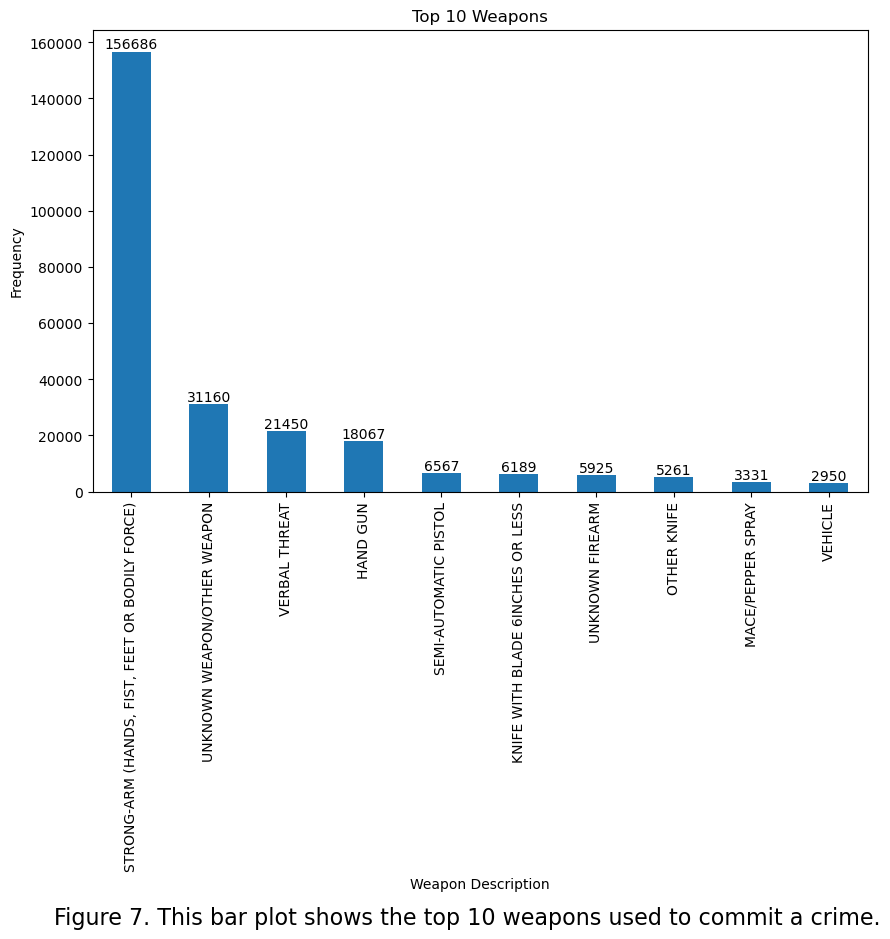 Top 10 Weapons
160000
140000
120000
100000
80000
60000
40000
20000
0
Frequency
156686
31160
21450
18067
6567
6189
5925
5261
3331
2950
STRONG-ARM (HANDS, FIST, FEET OR BODILY FORCE)
UNKNOWN WEAPON/OTHER WEAPON
VERBAL THREAT
HAND GUN
SEMI-AUTOMATIC PISTOL
KNIFE WITH BLADE 6INCHES OR LESS
UNKNOWN FIREARM
OTHER KNIFE
MACE/PEPPER SPRAY
VEHICLE
Weapon Description
Figure 7. This bar plot shows the top 10 weapons used to commit a crime.